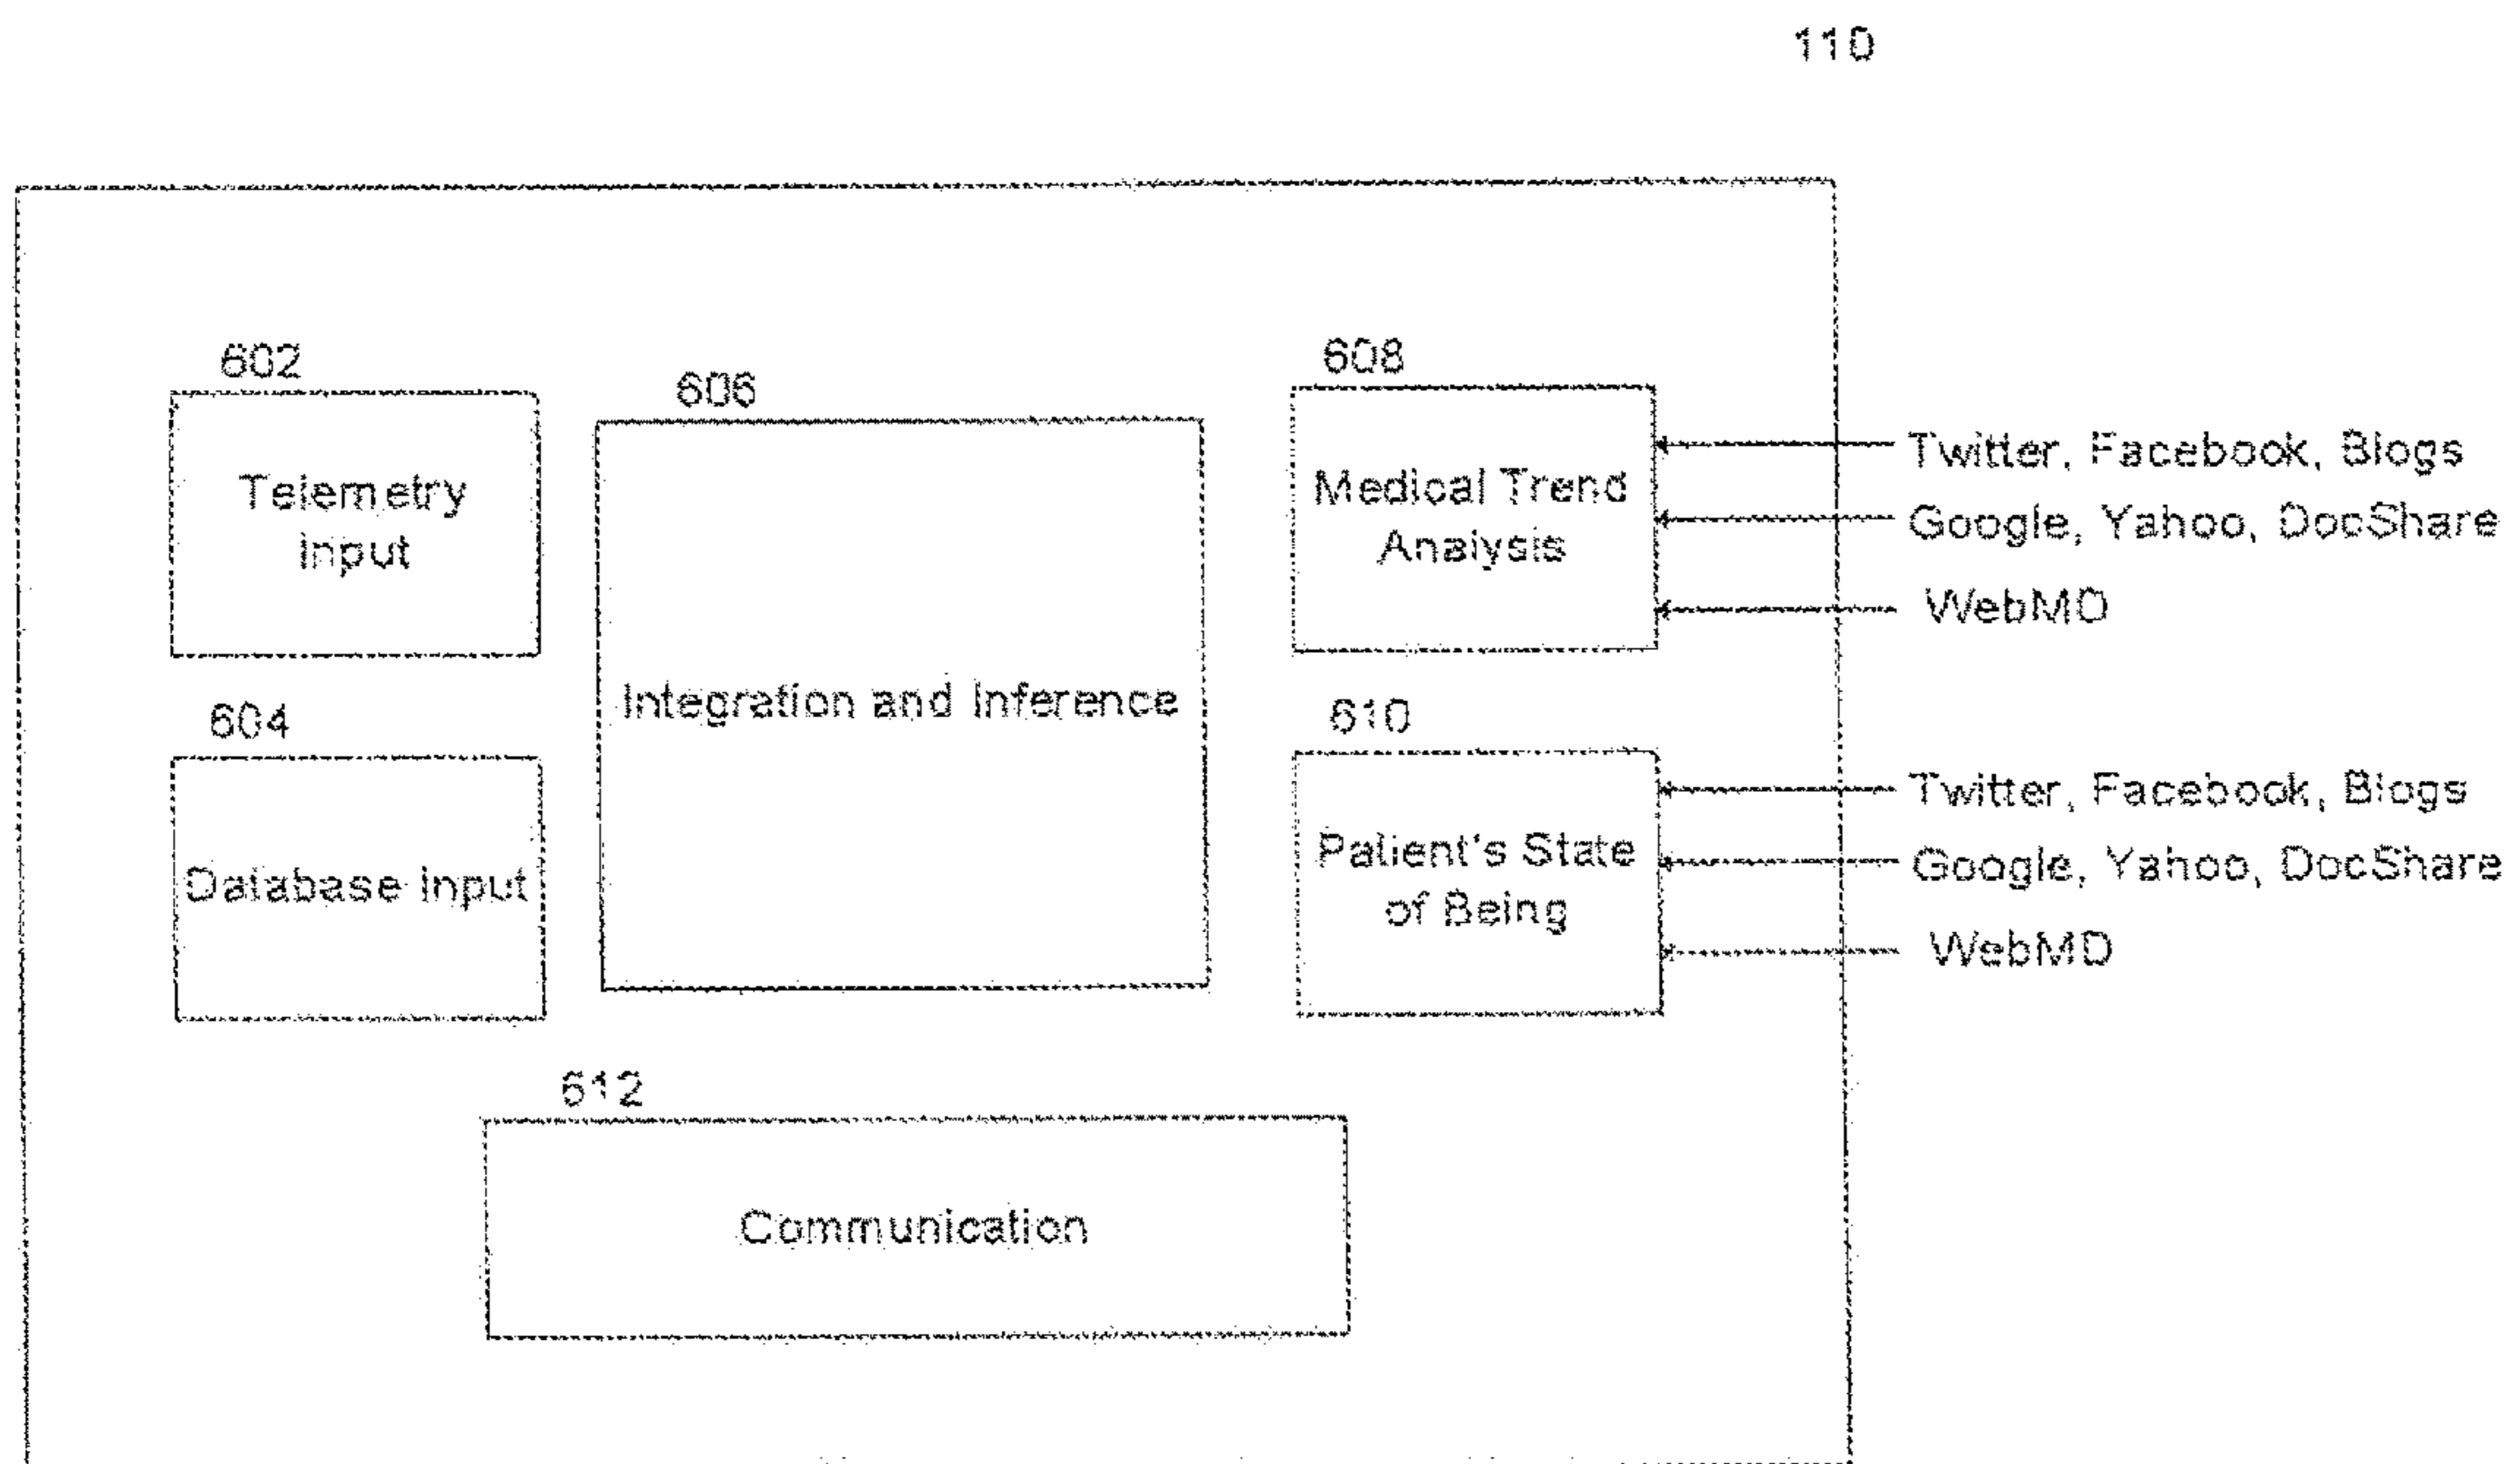 110
602
Telemetry
Input
604
Database Input
606
Integration and Inference
608
Medical Trend
Analysis
Twitter, Facebook, Blogs
Google, Yahoo, DocShare
WebMD
610
Patient's State
of Being
Twitter, Facebook, Blogs
Google, Yahoo, DocShare
WebMD
612
Communication